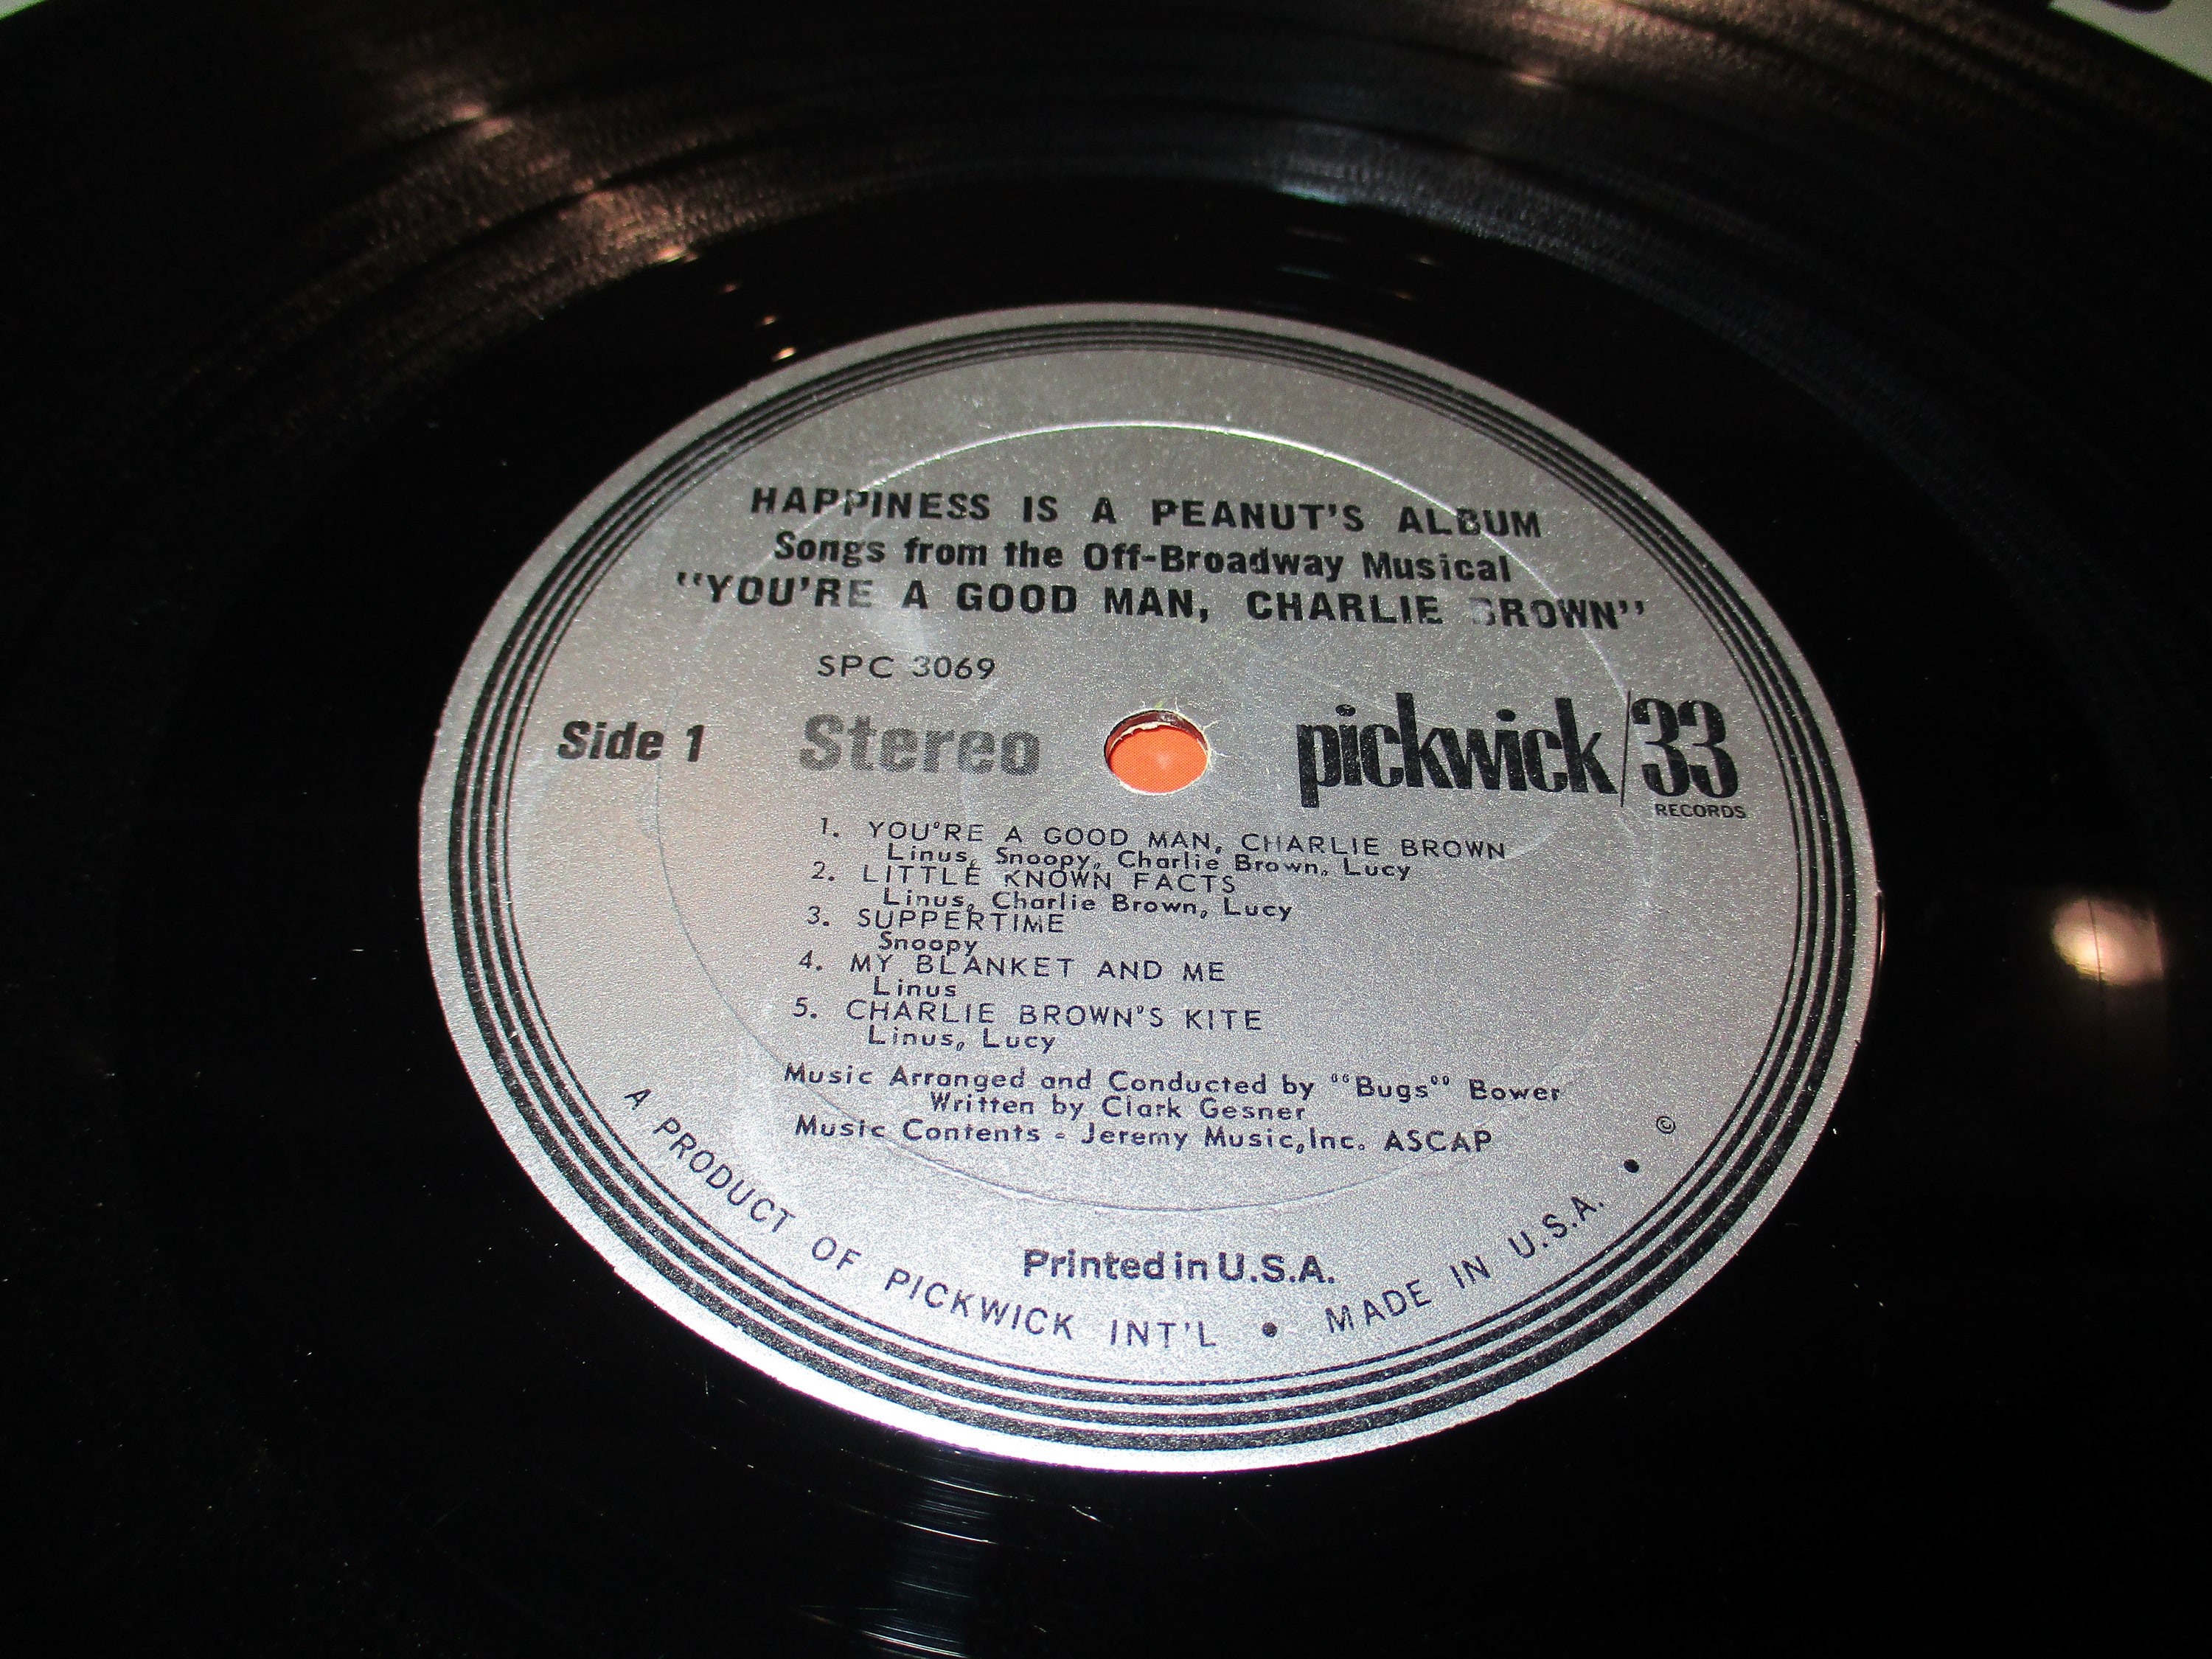 HAPPINESS IS A PEANUT'S ALBUM
Songs from the Off-Broadway Musical
"YOU'RE A GOOD MAN, CHARLIE BROWN"
SPC 3069
Side 1 Stereo pickwick/33
RECORDS
1. YOU'RE A GOOD MAN, CHARLIE BROWN
Linus, Snoopy, Charlie Brown, Lucy
2. LITTLE KNOWN FACTS
Linus, Charlie Brown, Lucy
3. SUPPERTIME
Snoopy
4. MY BLANKET AND ME
Linus
5. CHARLIE BROWN'S KITE
Linus, Lucy
Music Arranged and Conducted by "Bugs" Bower
Written by Clark Gesner
Music Contents - Jeremy Music, Inc. ASCAP
©
Printed in U.S.A.
A PRODUCT OF PICKWICK INT'L • MADE IN U.S.A. •